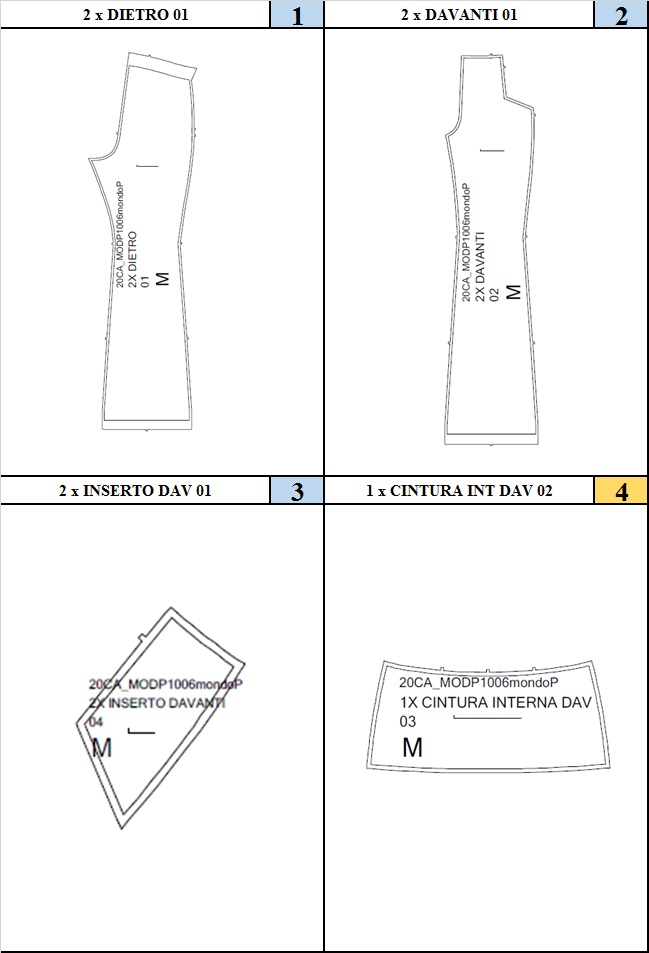 2 x DIETRO 01
1
20CA_MODP1006mondoP
2X DIETRO
01
M
2 x DAVANTI 01
2
20CA_MODP1006mondoP
2X DAVANTI
02
M
2 x INSERTO DAV 01
3
20CA_MODP1006mondoP
2X INSERTO DAVANTI
04
M
1 x CINTURA INT DAV 02
4
20CA_MODP1006mondoP
1X CINTURA INTERNA DAV
03
M